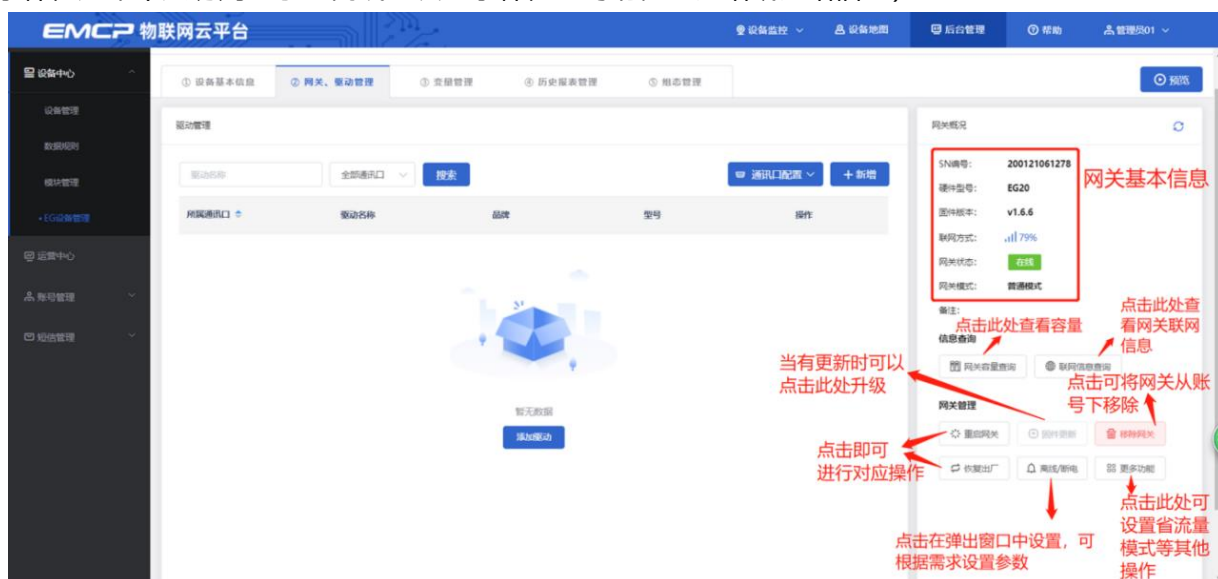 EMCP 物联网云平台
设备监控
设备地图
后台管理
帮助
管理员01
设备中心
设备管理
数据规则
模块管理
•EG设备管理
运营中心
账号管理
短信管理
① 设备基本信息
② 网关、驱动管理
③ 变量管理
④ 历史报表管理
⑤ 组态管理
预览
驱动管理
驱动名称
全部通讯口
搜索
通讯口配置
+ 新增
所属通讯口
驱动名称
品牌
型号
操作
暂无数据
添加驱动
网关概况
SN编号: 200121061278
硬件型号: EG20
固件版本: v1.6.6
联网方式: 79%
网关状态: 在线
网关模式: 普通模式
备注:
网关基本信息
点击此处查看容量
点击此处查
看网关联网
信息
信息查询
网关容量查询
联网信息查询
当有更新时可以
点击此处升级
点击可将网关从账
号下移除
网关管理
重启网关
固件更新
移除网关
点击即可
进行对应操作
恢复出厂
离线/断电
更多功能
点击在弹出窗口中设置，可
根据需求设置参数
点击此处可
设置省流量
模式等其他
操作